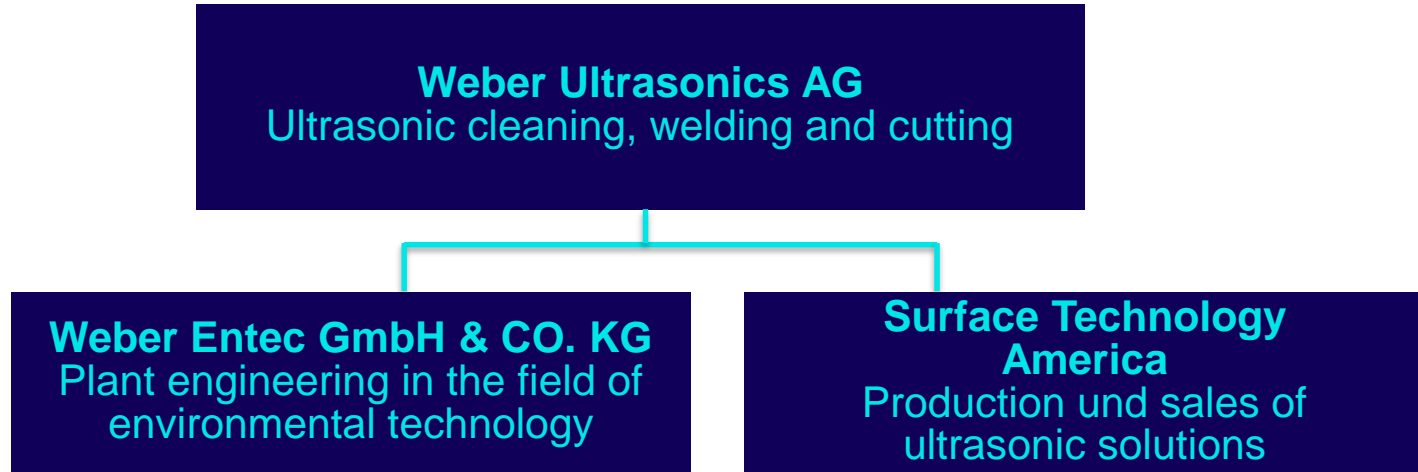 Weber Ultrasonics AG
Ultrasonic cleaning, welding and cutting
Weber Entec GmbH & CO. KG
Plant engineering in the field of
environmental technology
Surface Technology
America
Production und sales of
ultrasonic solutions